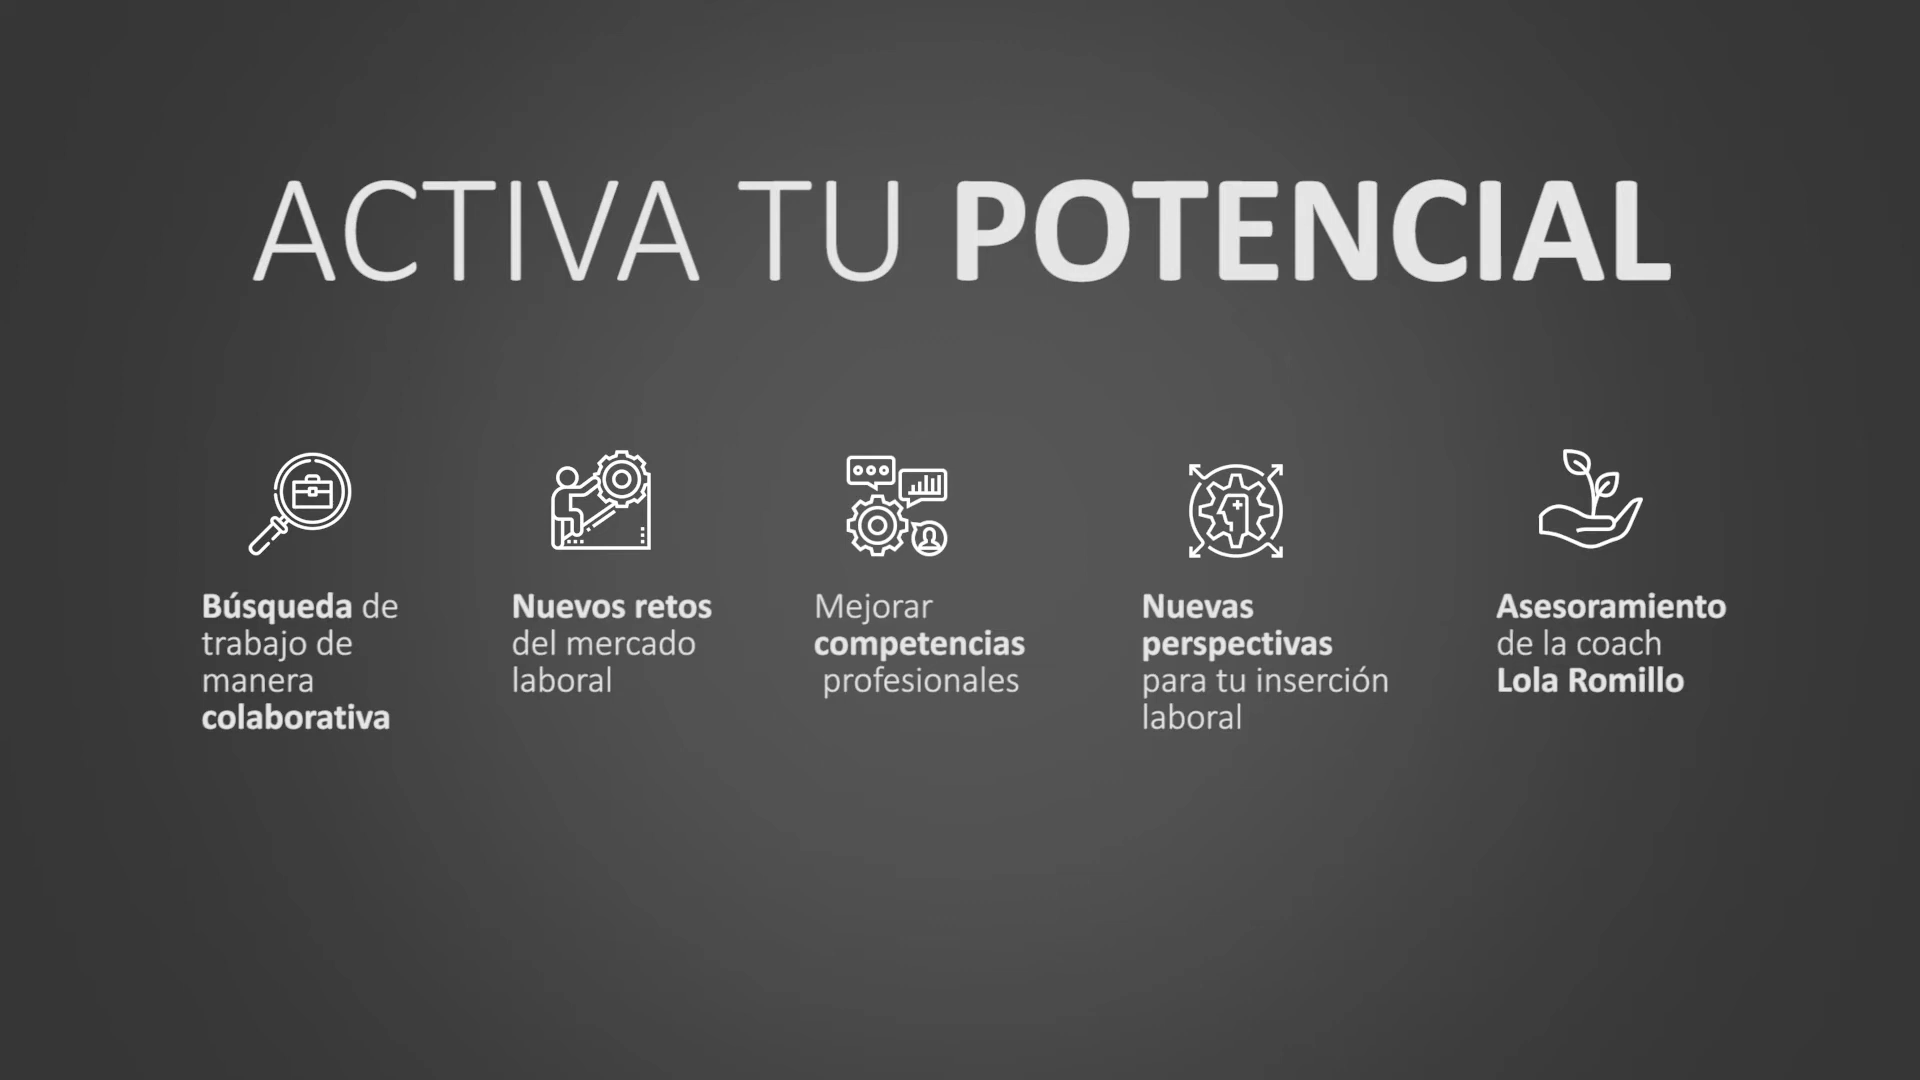 ACTIVA TU POTENCIAL
Búsqueda de
trabajo de
manera
colaborativa
Nuevos retos
del mercado
laboral
Mejorar
competencias
profesionales
Nuevas
perspectivas
para tu inserción
laboral
Asesoramiento
de la coach
Lola Romillo